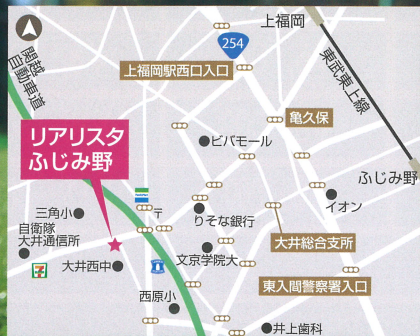 上福岡
254
関越
自動車道
上福岡駅西口入口
東武東上線
亀久保
リアリスタ
ふじみ野
ビバモール
ふじみ野
FamilyMart
〒
イオン
三角小
りそな銀行
自衛隊
大井通信所
大井総合支所
7
大井西中
文京学院大
東入間警察署入口
西原小
井上歯科